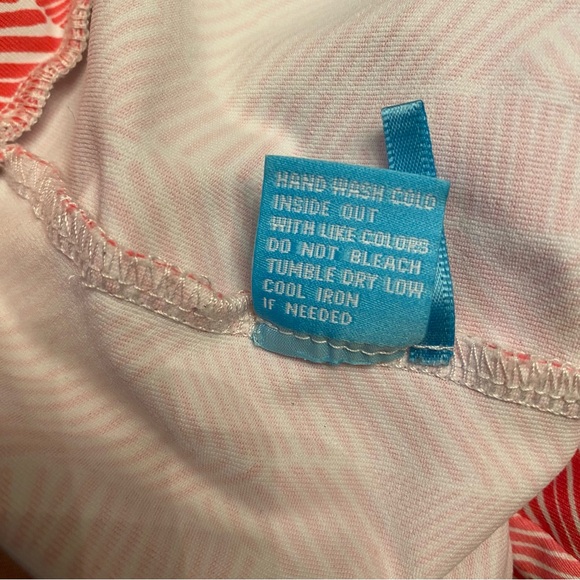 HAND WASH COLD
INSIDE OUT
WITH LIKE COLORS
DO NOT BLEACH
TUMBLE DRY LOW
COOL IRON
IF NEEDED